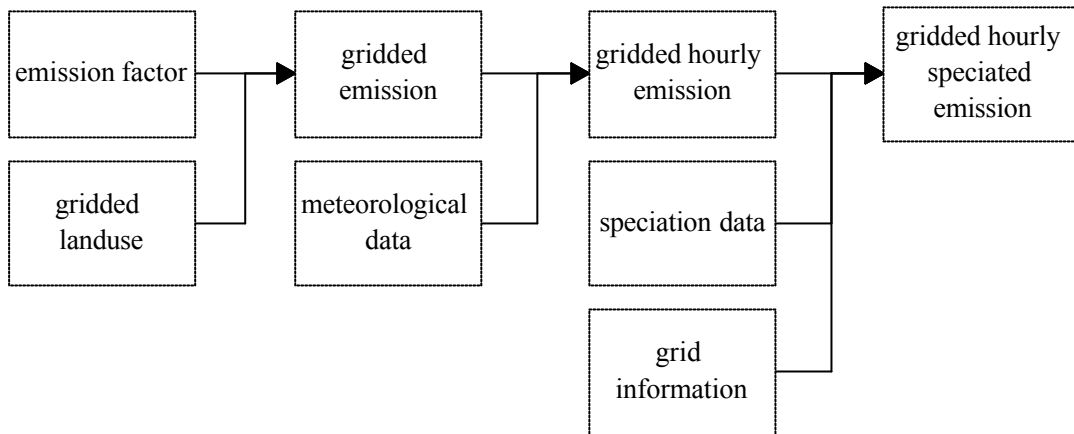 emission factor
gridded
emission
gridded hourly
emission
gridded hourly
speciated
emission
gridded
landuse
meteorological
data
speciation data
grid
information